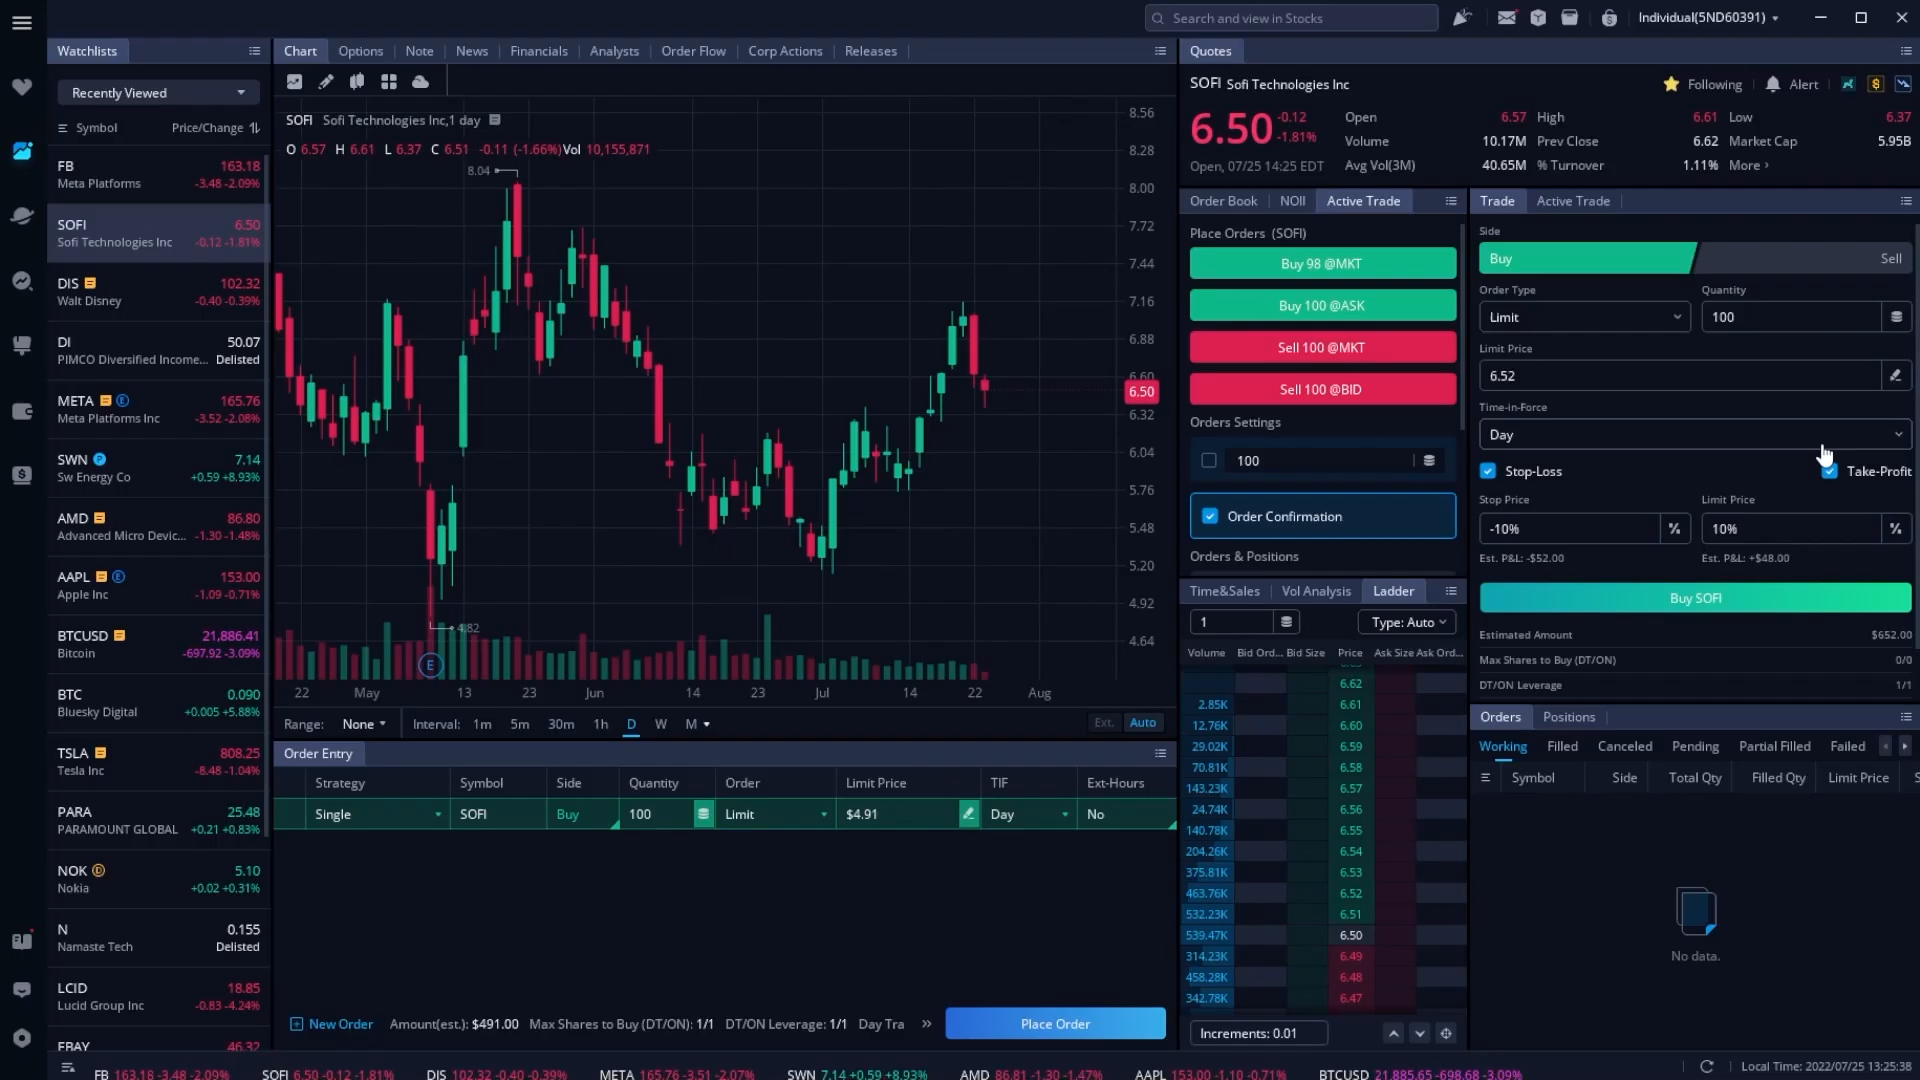 Search and view in Stocks
Individual(5ND60391)
Watchlists
Recently Viewed
Symbol Price/Change
FB 163.18
Meta Platforms -3.48 -2.09%
SOFI 6.50
Sofi Technologies Inc -0.12 -1.81%
DIS 102.32
Walt Disney -0.40 -0.39%
DI 50.07
PIMCO Diversified Income... Delisted
META E 165.76
Meta Platforms Inc -3.52 -2.08%
SWN P 7.14
Sw Energy Co +0.59 +8.93%
AMD 86.80
Advanced Micro Devic... -1.30 -1.48%
AAPL E 153.00
Apple Inc -1.09 -0.71%
BTCUSD 21,886.41
Bitcoin -697.92 -3.09%
BTC 0.090
Bluesky Digital +0.005 +5.88%
TSLA 808.25
Tesla Inc -8.48 -1.04%
PARA 25.48
PARAMOUNT GLOBAL +0.21 +0.83%
NOK D 5.10
Nokia +0.02 +0.31%
N 0.155
Namaste Tech Delisted
LCID 18.85
Lucid Group Inc -0.83 -4.24%
EBAY 46.32
Chart Options Note News Financials Analysts Order Flow Corp Actions Releases
SOFI Sofi Technologies Inc,1 day
O 6.57 H 6.61 L 6.37 C 6.51 -0.11 (-1.66%) Vol 10,155,871
8.04
4.82
E
8.56
8.28
8.00
7.72
7.44
7.16
6.88
6.60
6.50
6.32
6.04
5.76
5.48
5.20
4.92
4.64
22 May 13 23 Jun 14 23 Jul 14 22 Aug
Range: None Interval: 1m 5m 30m 1h D W M Ext. Auto
Order Entry
Strategy Symbol Side Quantity Order Limit Price TIF Ext-Hours
Single SOFI Buy 100 Limit $4.91 Day No
New Order Amount(est.): $491.00 Max Shares to Buy (DT/ON): 1/1 DT/ON Leverage: 1/1 Day Tra » Place Order
Quotes
SOFI Sofi Technologies Inc Following Alert
6.50 -0.12 -1.81%
Open, 07/25 14:25 EDT
Open 6.57 High 6.61 Low 6.37
Volume 10.17M Prev Close 6.62 Market Cap 5.95B
Avg Vol(3M) 40.65M % Turnover 1.11% More ›
Order Book NOII Active Trade
Place Orders (SOFI)
Buy 98 @MKT
Buy 100 @ASK
Sell 100 @MKT
Sell 100 @BID
Orders Settings
100
Order Confirmation
Orders & Positions
Time&Sales Vol Analysis Ladder
1 Type: Auto
Volume Bid Ord... Bid Size Price Ask Size Ask Ord...
6.62
2.85K 6.61
12.76K 6.60
29.02K 6.59
70.81K 6.58
143.23K 6.57
24.74K 6.56
140.78K 6.55
204.26K 6.54
375.81K 6.53
463.76K 6.52
532.23K 6.51
539.47K 6.50
314.23K 6.49
458.28K 6.48
342.78K 6.47
Increments: 0.01
Trade Active Trade
Side
Buy Sell
Order Type Quantity
Limit 100
Limit Price
6.52
Time-in-Force
Day
Stop-Loss Take-Profit
Stop Price Limit Price
-10% % 10% %
Est. P&L: -$52.00 Est. P&L: +$48.00
Buy SOFI
Estimated Amount $652.00
Max Shares to Buy (DT/ON) 0/0
DT/ON Leverage 1/1
Orders Positions
Working Filled Canceled Pending Partial Filled Failed
Symbol Side Total Qty Filled Qty Limit Price S
No data.
FB 163.18 -3.48 -2.09% SOFI 6.50 -0.12 -1.81% DIS 102.32 -0.40 -0.39% META 165.76 -3.51 -2.07% SWN 7.14 +0.59 +8.93% AMD 86.81 -1.30 -1.47% AAPL 153.00 -1.10 -0.71% BTCUSD 21,885.65 -698.68 -3.09%
Local Time: 2022/07/25 13:25:38